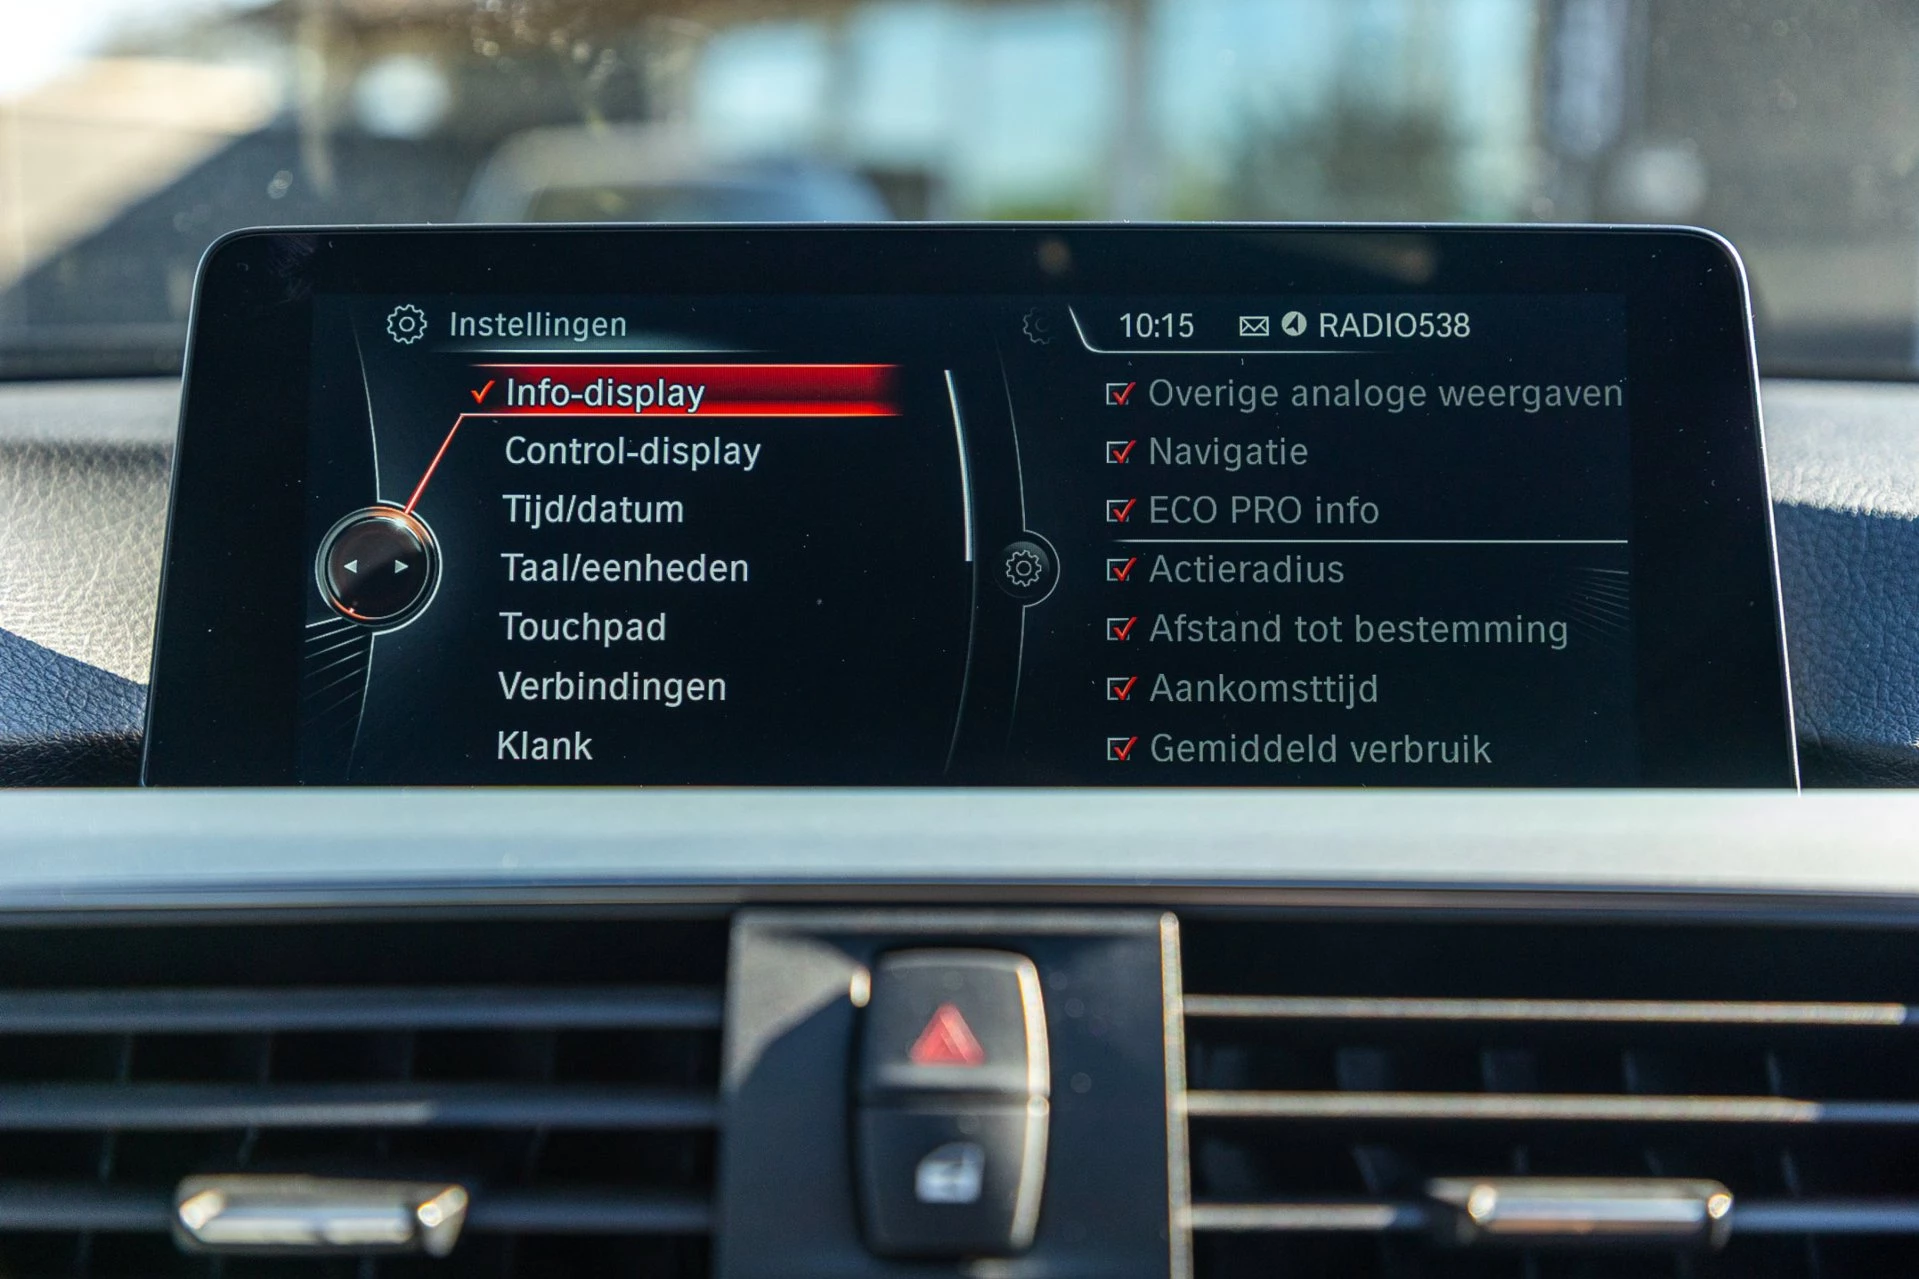 Instellingen
10:15 RADIO538
Info-display
Control-display
Tijd/datum
Taal/eenheden
Touchpad
Verbindingen
Klank
Overige analoge weergaven
Navigatie
ECO PRO info
Actieradius
Afstand tot bestemming
Aankomsttijd
Gemiddeld verbruik